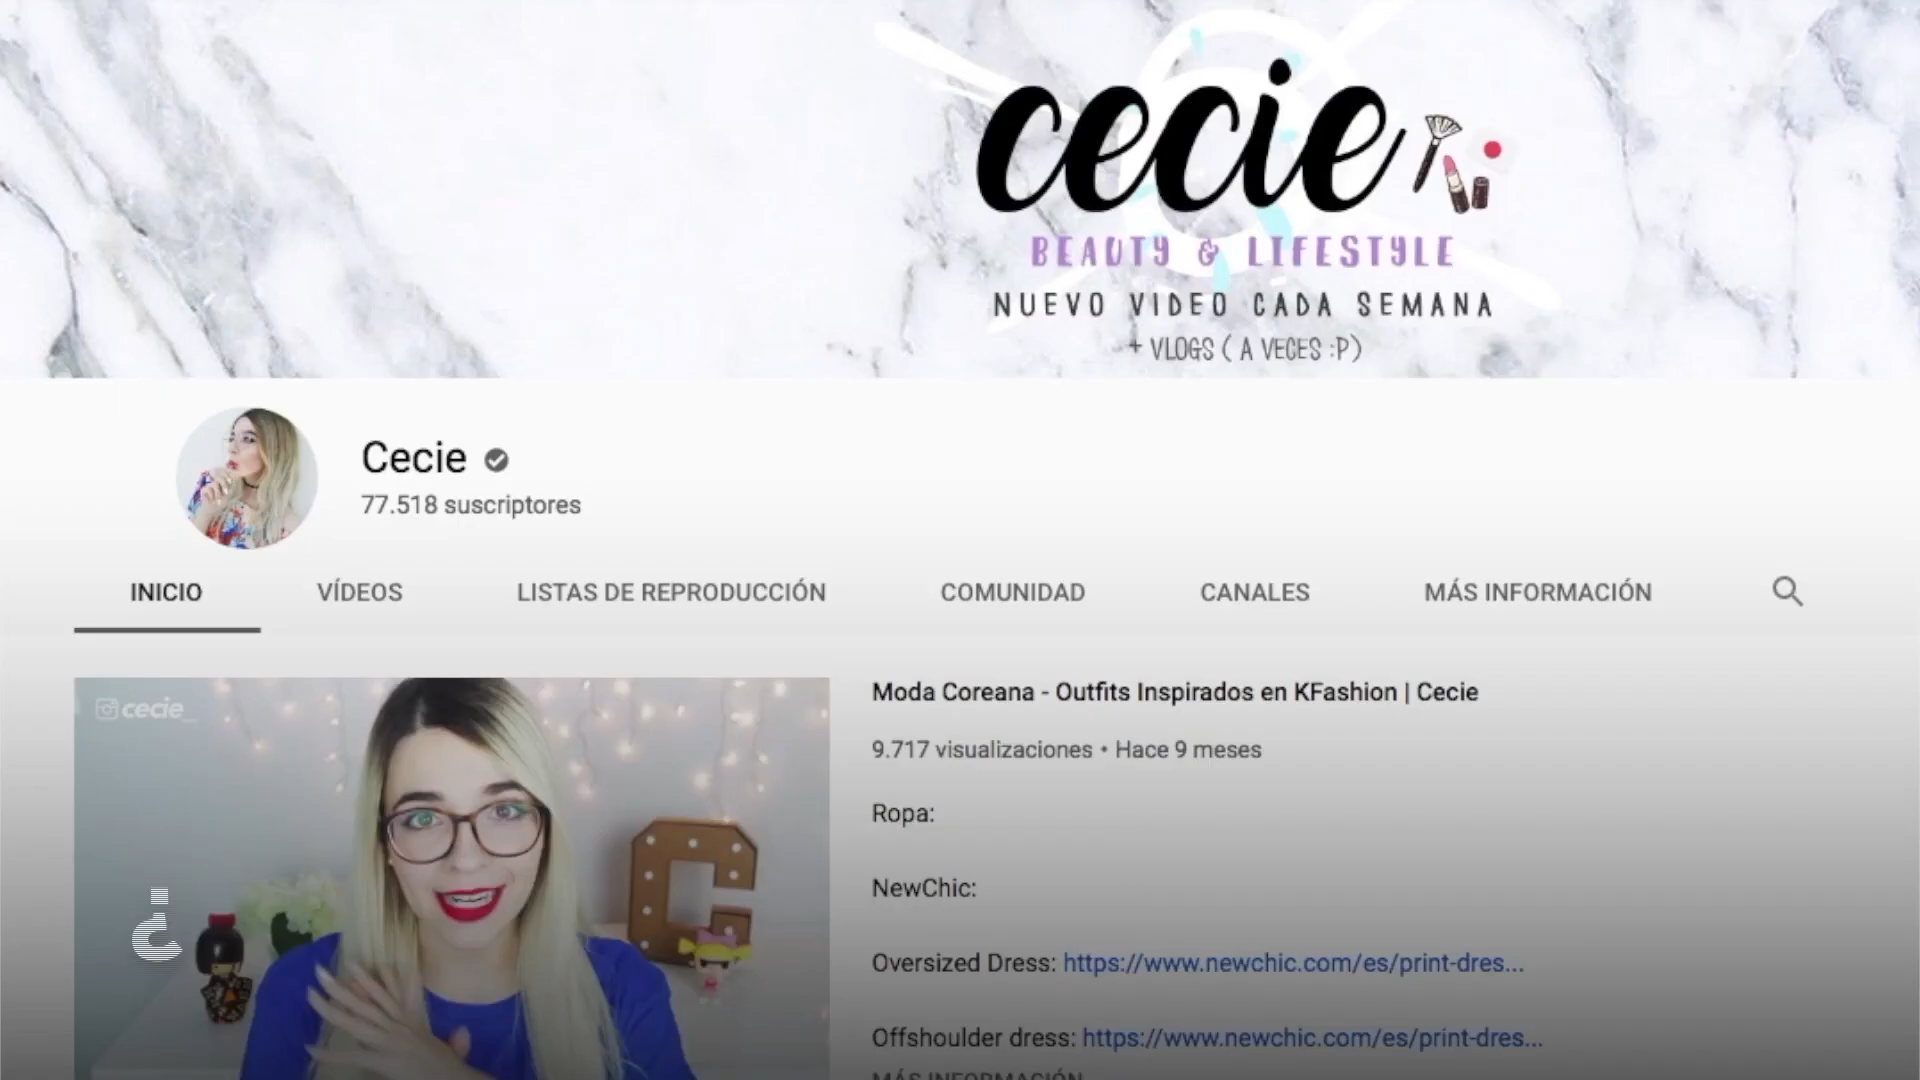 cecie
BEAUTY & LIFESTYLE
NUEVO VIDEO CADA SEMANA
+ VLOGS ( A VECES :P)
Cecie
77.518 suscriptores
INICIO VÍDEOS LISTAS DE REPRODUCCIÓN COMUNIDAD CANALES MÁS INFORMACIÓN
cecie_
Moda Coreana - Outfits Inspirados en KFashion | Cecie
9.717 visualizaciones • Hace 9 meses
Ropa:
NewChic:
Oversized Dress: https://www.newchic.com/es/print-dres...
Offshoulder dress: https://www.newchic.com/es/print-dres...
MÁS INFORMACIÓN
C
¿